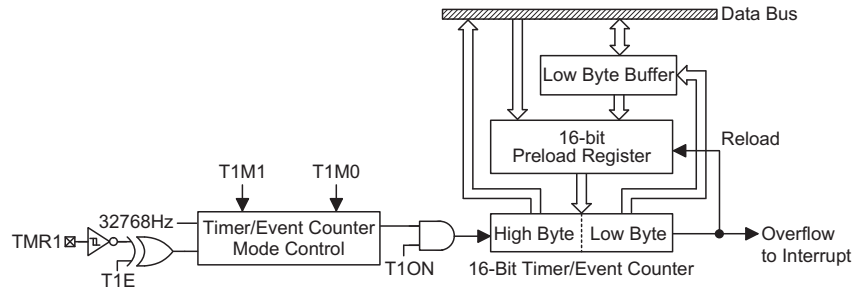 Data Bus
Low Byte Buffer
16-bit
Preload Register
Reload
T1M1
T1M0
32768Hz
Timer/Event Counter
Mode Control
TMR1
T1E
T1ON
High Byte
Low Byte
Overflow
to Interrupt
16-Bit Timer/Event Counter